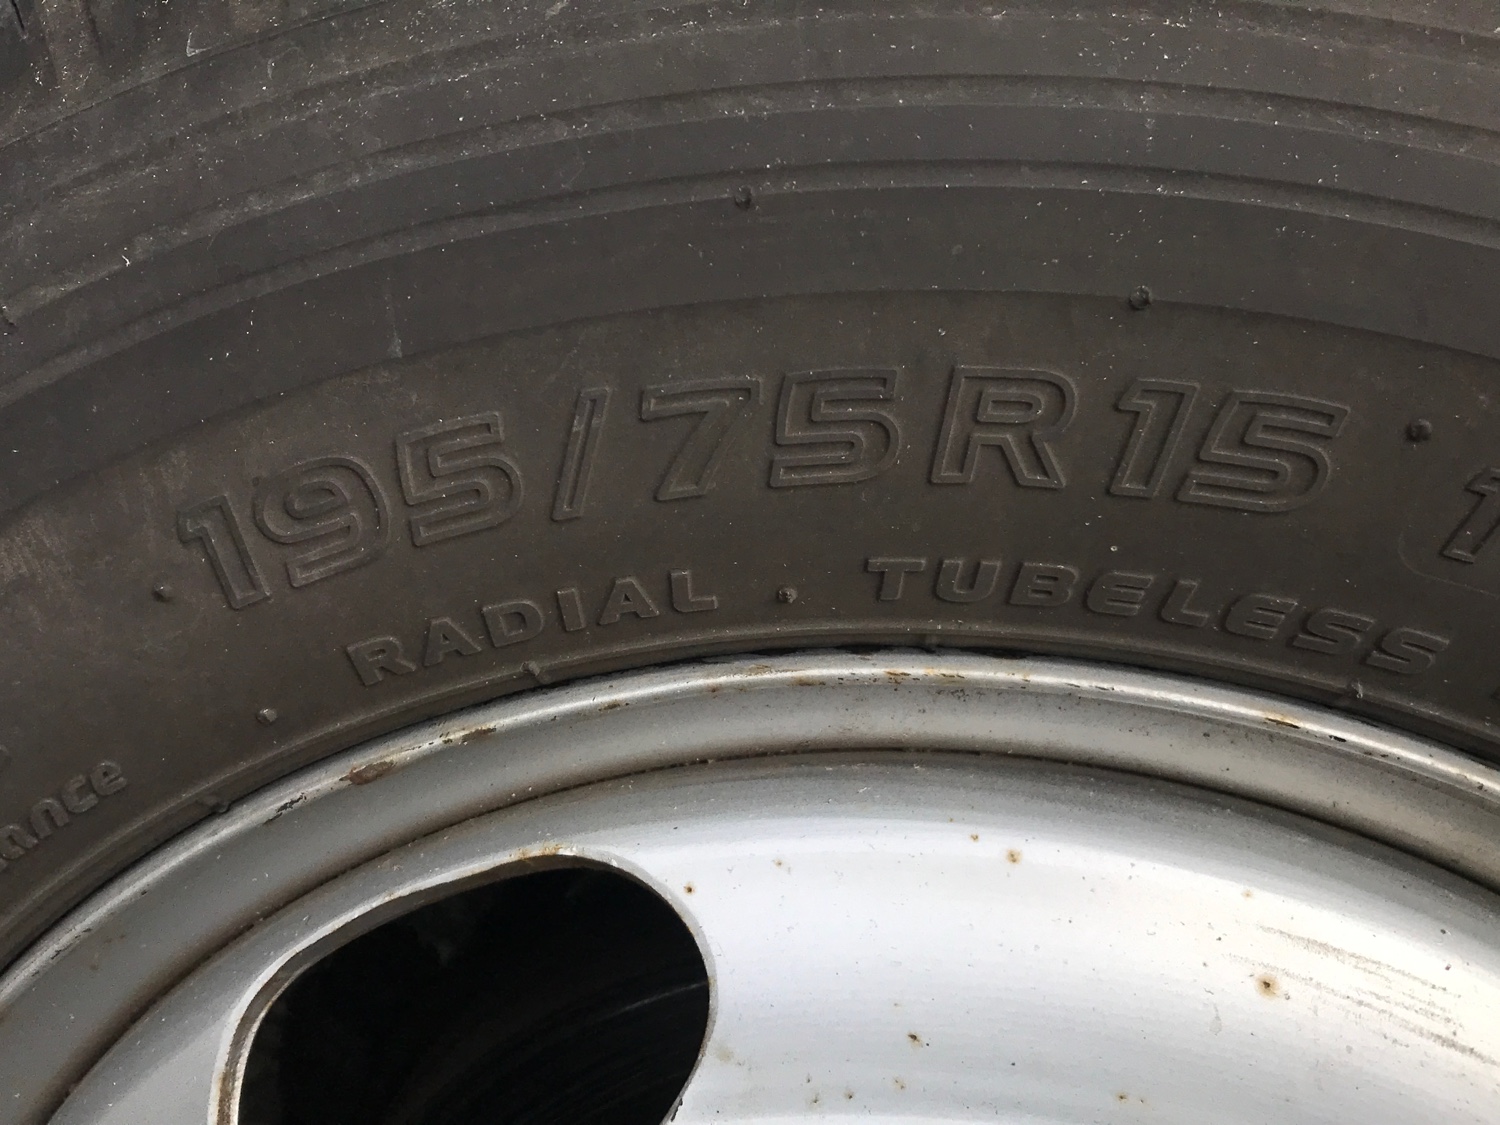 195/75R15
RADIAL · TUBELESS